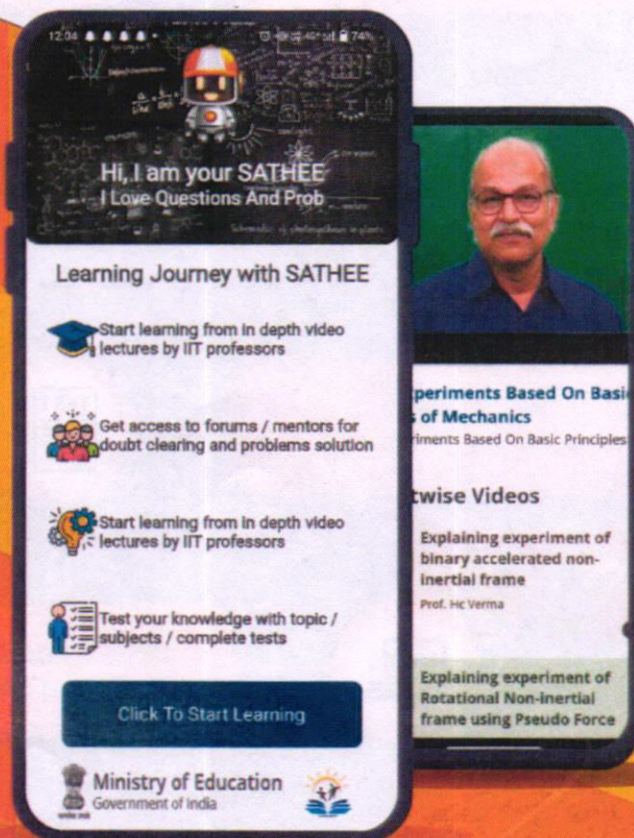 12:04
74%
Hi, I am your SATHEE
I Love Questions And Prob
Learning Journey with SATHEE
Start learning from in depth video
lectures by IIT professors
Get access to forums / mentors for
doubt clearing and problems solution
Start learning from in depth video
lectures by IIT professors
Test your knowledge with topic /
subjects / complete tests
Click To Start Learning
Ministry of Education
Government of India
periments Based On Basi
s of Mechanics
riments Based On Basic Principles
twise Videos
Explaining experiment of
binary accelerated non-
inertial frame
Prof. Hc Verma
Explaining experiment of
Rotational Non-inertial
frame using Pseudo Force